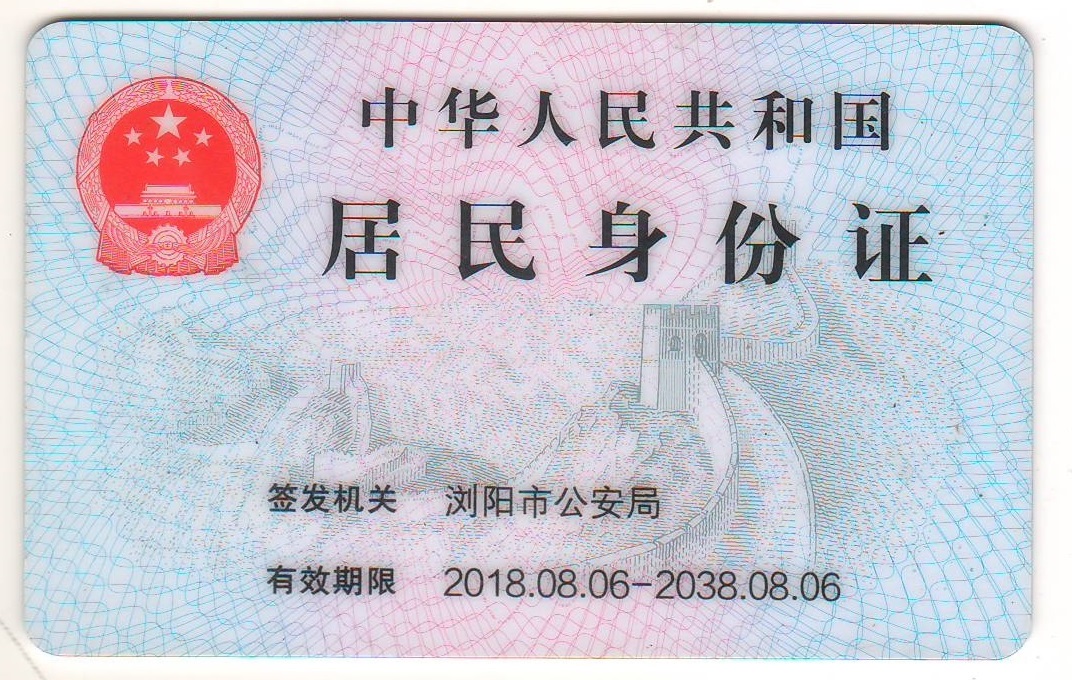 中华人民共和国
居民身份证
签发机关 浏阳市公安局
有效期限 2018.08.06-2038.08.06